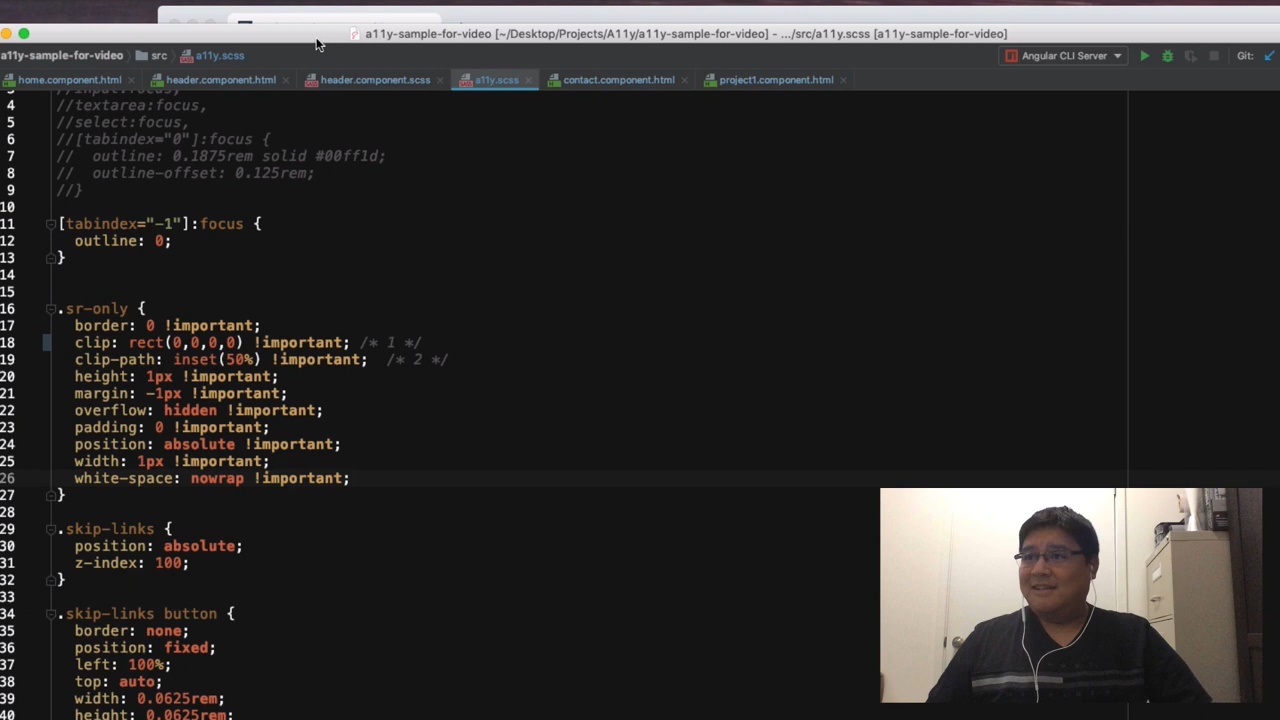 a11y-sample-for-video [~/Desktop/Projects/A11y/a11y-sample-for-video] - .../src/a11y.scss [a11y-sample-for-video]
a11y-sample-for-video src a11y.scss Angular CLI Server Git:
home.component.html header.component.html header.component.scss a11y.scss contact.component.html project1.component.html
3 //input:focus,
4 //textarea:focus,
5 //select:focus,
6 //[tabindex="0"]:focus {
7 //  outline: 0.1875rem solid #00ff1d;
8 //  outline-offset: 0.125rem;
9 //}
10
11 [tabindex="-1"]:focus {
12 outline: 0;
13 }
14
15
16 .sr-only {
17 border: 0 !important;
18 clip: rect(0,0,0,0) !important; /* 1 */
19 clip-path: inset(50%) !important;  /* 2 */
20 height: 1px !important;
21 margin: -1px !important;
22 overflow: hidden !important;
23 padding: 0 !important;
24 position: absolute !important;
25 width: 1px !important;
26 white-space: nowrap !important;
27 }
28
29 .skip-links {
30 position: absolute;
31 z-index: 100;
32 }
33
34 .skip-links button {
35 border: none;
36 position: fixed;
37 left: 100%;
38 top: auto;
39 width: 0.0625rem;
40 height: 0.0625rem;